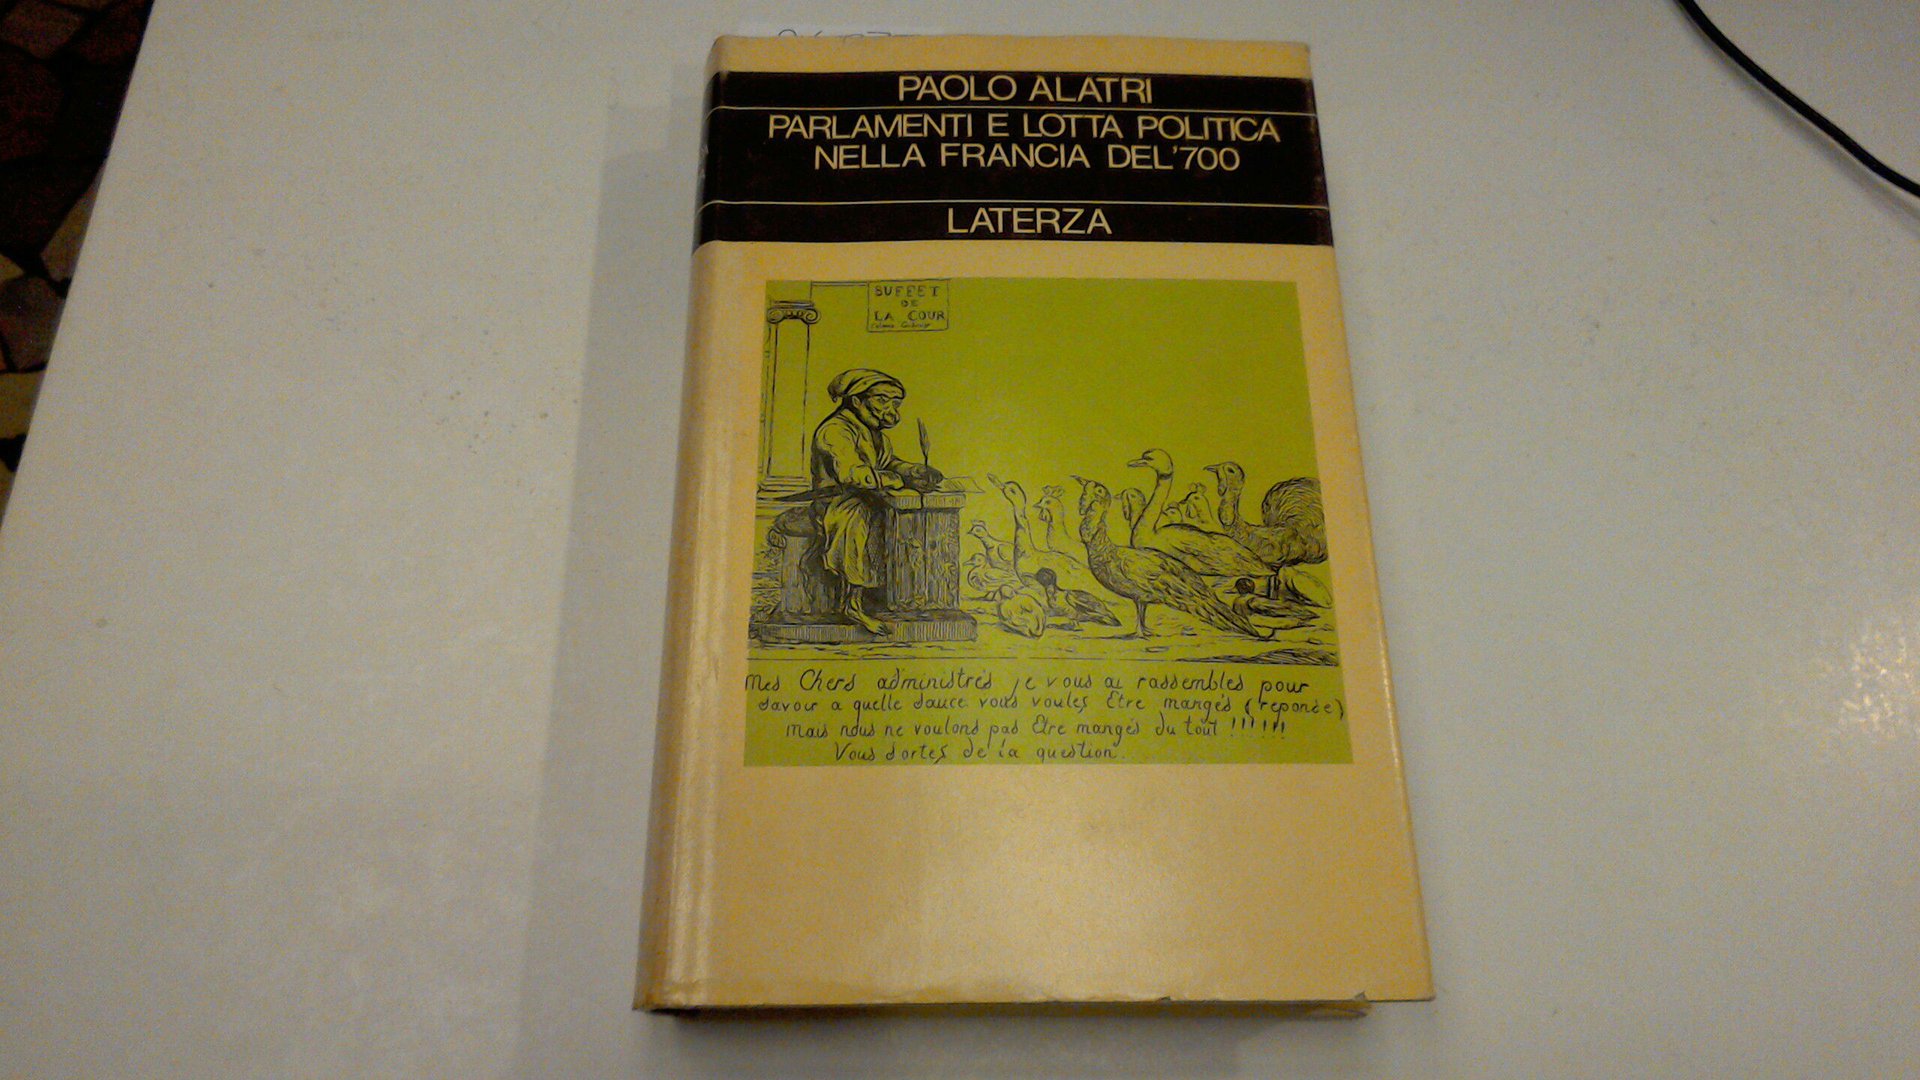 PAOLO ALATRI
PARLAMENTI E LOTTA POLITICA
NELLA FRANCIA DEL'700
LATERZA
BUFFET
DE
LA COUR
Mes Chers administrés je vous ai rassemblés pour
savoir a quelle sauce vous voules Etre mangés (reponse)
Mais nous ne voulons pas Etre mangés du tout !!!!!!
Vous sortes de la question.